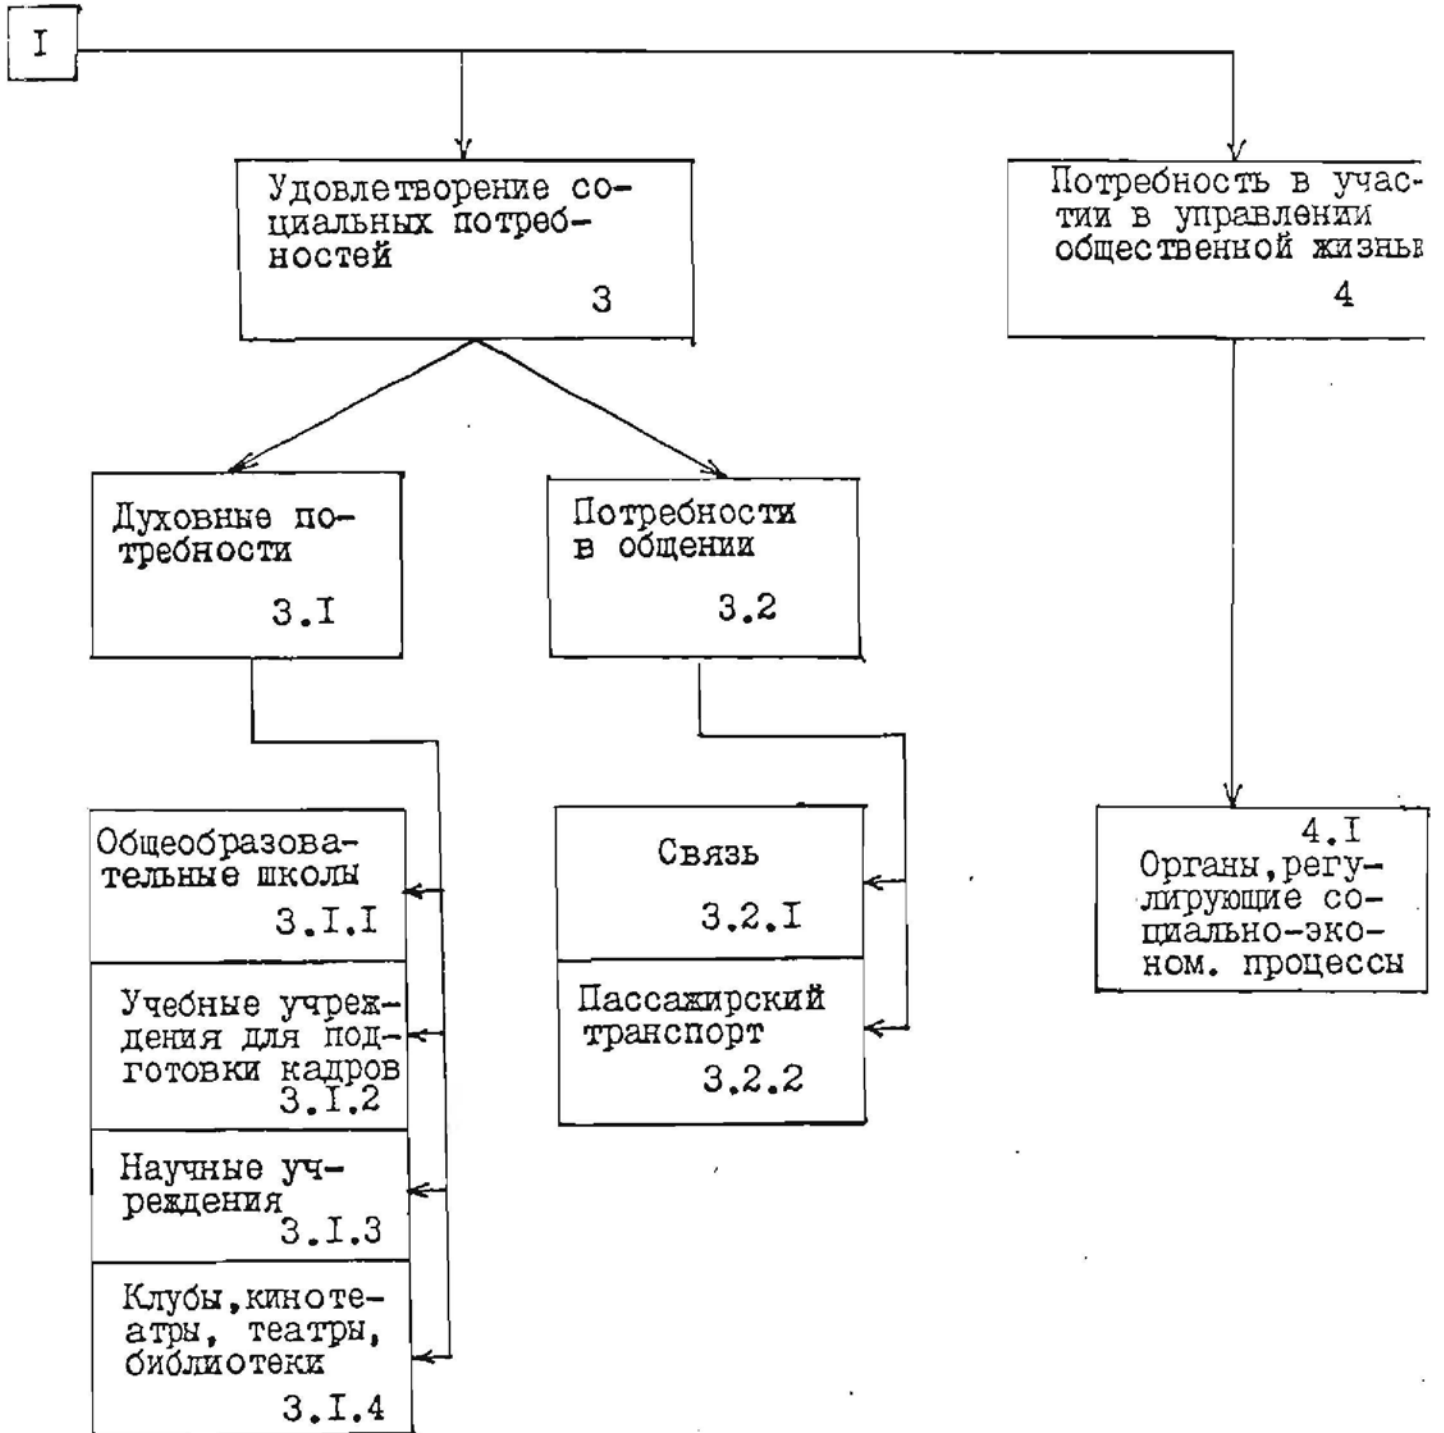 I
Удовлетворение со-
циальных потреб-
ностей
3
Потребность в учас-
тии в управлении
общественной жизнью
4
Духовные по-
требности
3.I
Потребности
в общении
3.2
Общеобразова-
тельные школы
3.I.I
Учебные учреж-
дения для под-
готовки кадров
3.I.2
Научные уч-
реждения
3.I.3
Клубы,киноте-
атры, театры,
библиотеки
3.I.4
Связь
3.2.I
Пассажирский
транспорт
3.2.2
4.I
Органы,регу-
лирующие со-
циально-эко-
ном. процессы